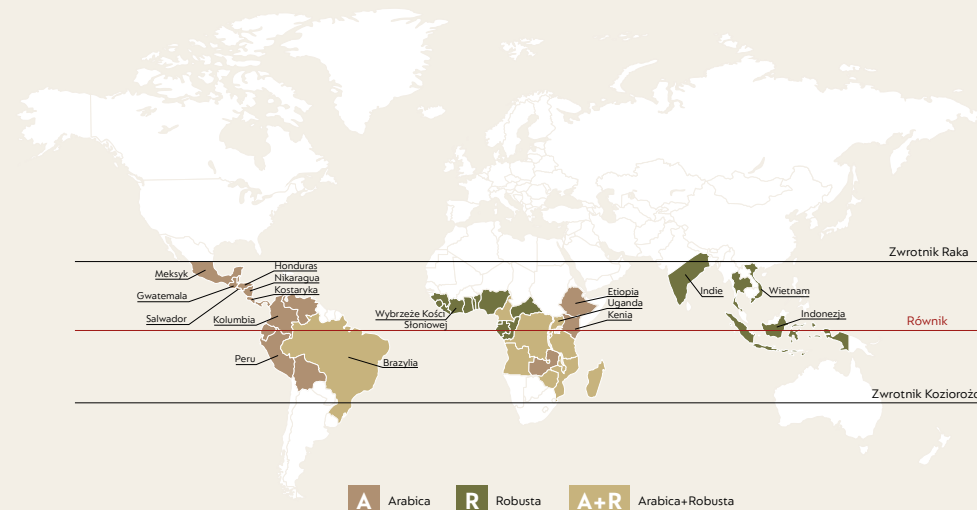 Zwrotnik Raka
Meksyk
Honduras
Nikaragua
Kostaryka
Gwatemala
Salwador
Kolumbia
Peru
Brazylia
Wybrzeże Kości
Słoniowej
Etiopia
Uganda
Kenia
Indie
Wietnam
Indonezja
Równik
Zwrotnik Kozioroż
A Arabica
R Robusta
A+R Arabica+Robusta